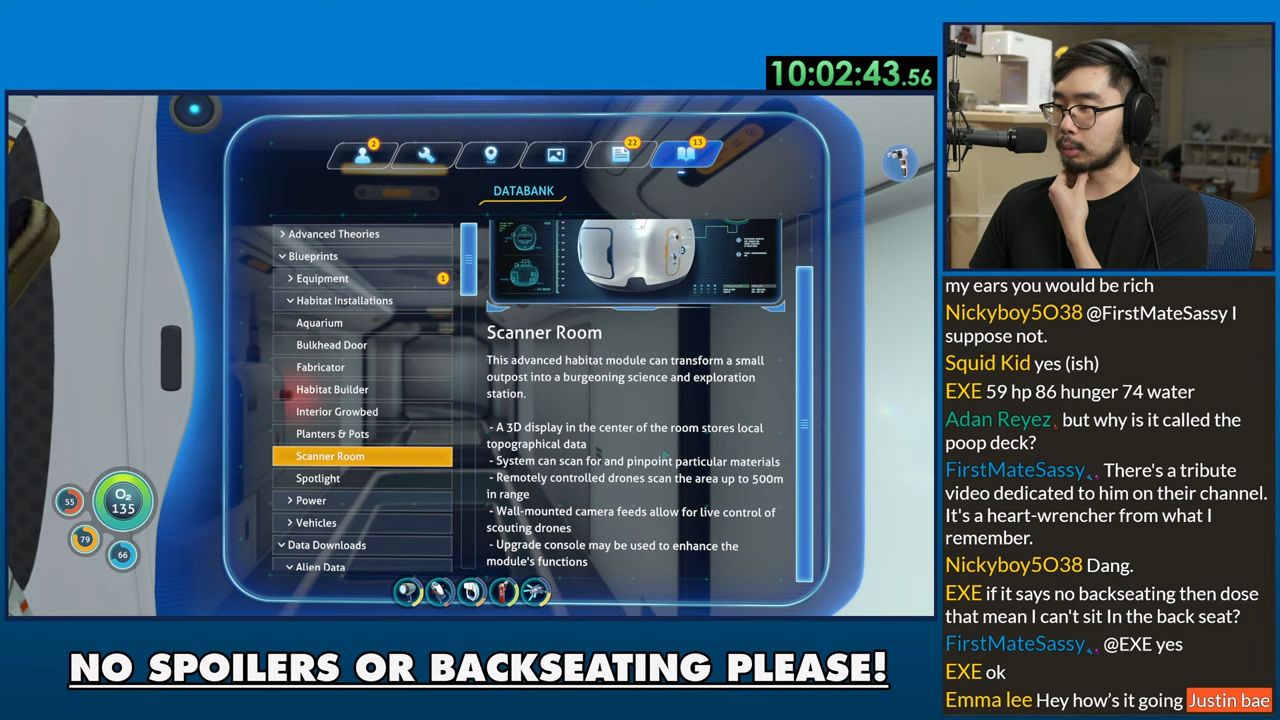 10:02:43.56
2
22
13
DATABANK
Advanced Theories
Blueprints
Equipment
1
Habitat Installations
Aquarium
Bulkhead Door
Fabricator
Habitat Builder
Interior Growbed
Planters & Pots
Scanner Room
Spotlight
Power
Vehicles
Data Downloads
Alien Data
Scanner Room
This advanced habitat module can transform a small
outpost into a burgeoning science and exploration
station.
- A 3D display in the center of the room stores local
topographical data
- System can scan for and pinpoint particular materials
- Remotely controlled drones scan the area up to 500m
in range
- Wall-mounted camera feeds allow for live control of
scouting drones
- Upgrade console may be used to enhance the
module's functions
55
O₂
135
79
66
NO SPOILERS OR BACKSEATING PLEASE!
my ears you would be rich
Nickyboy5O38 @FirstMateSassy I
suppose not.
Squid Kid yes (ish)
EXE 59 hp 86 hunger 74 water
Adan Reyez but why is it called the
poop deck?
FirstMateSassy There's a tribute
video dedicated to him on their channel.
It's a heart-wrencher from what I
remember.
Nickyboy5O38 Dang.
EXE if it says no backseating then dose
that mean I can't sit In the back seat?
FirstMateSassy @EXE yes
EXE ok
Emma lee Hey how's it going Justin bae